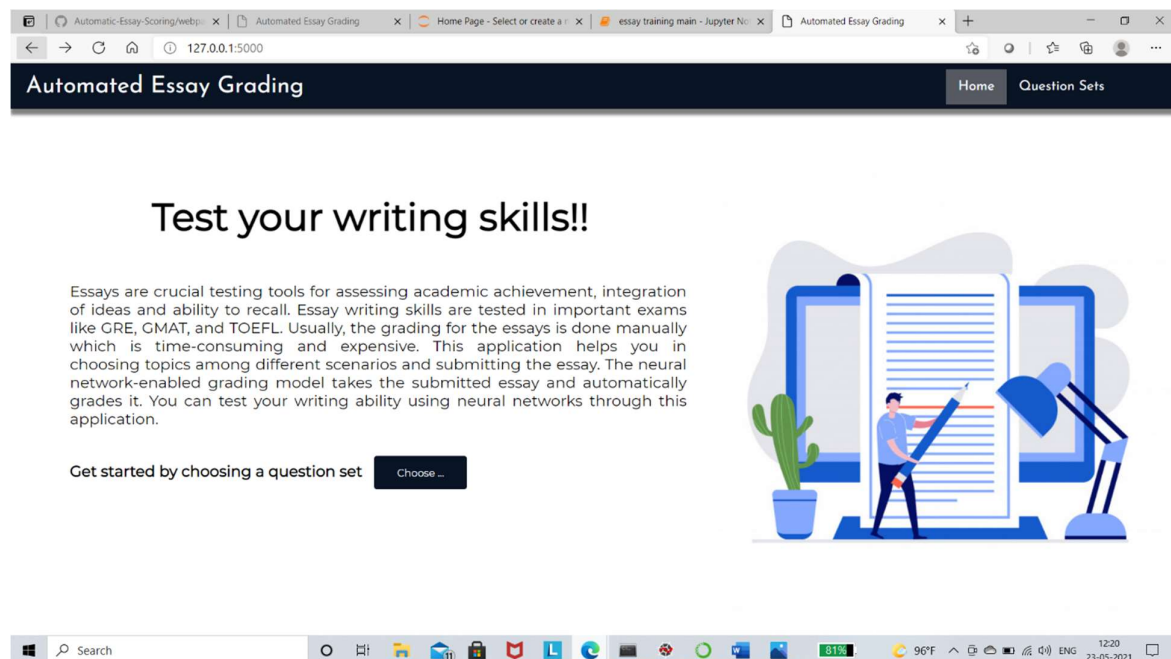 Automatic-Essay-Scoring/webpa
Automated Essay Grading
Home Page - Select or create a n
essay training main - Jupyter No
Automated Essay Grading
127.0.0.1:5000
Automated Essay Grading
Home
Question Sets
Test your writing skills!!
Essays are crucial testing tools for assessing academic achievement, integration
of ideas and ability to recall. Essay writing skills are tested in important exams
like GRE, GMAT, and TOEFL. Usually, the grading for the essays is done manually
which is time-consuming and expensive. This application helps you in
choosing topics among different scenarios and submitting the essay. The neural
network-enabled grading model takes the submitted essay and automatically
grades it. You can test your writing ability using neural networks through this
application.
Get started by choosing a question set
Choose ...
Search
11
L
81%
96°F
ENG
12:20
23-05-2021